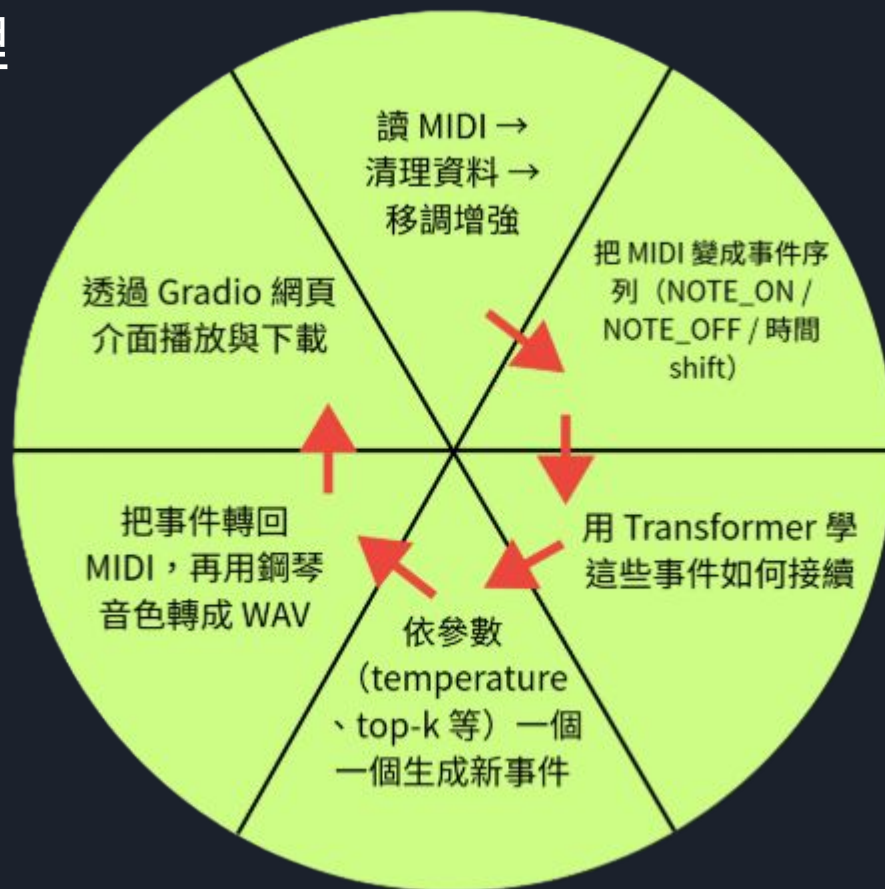 理
讀 MIDI →
清理資料 →
移調增強
把 MIDI 變成事件序
列（NOTE_ON /
NOTE_OFF / 時間
shift）
用 Transformer 學
這些事件如何接續
依參數
（temperature
、top-k 等）一個
一個生成新事件
把事件轉回
MIDI，再用鋼琴
音色轉成 WAV
透過 Gradio 網頁
介面播放與下載